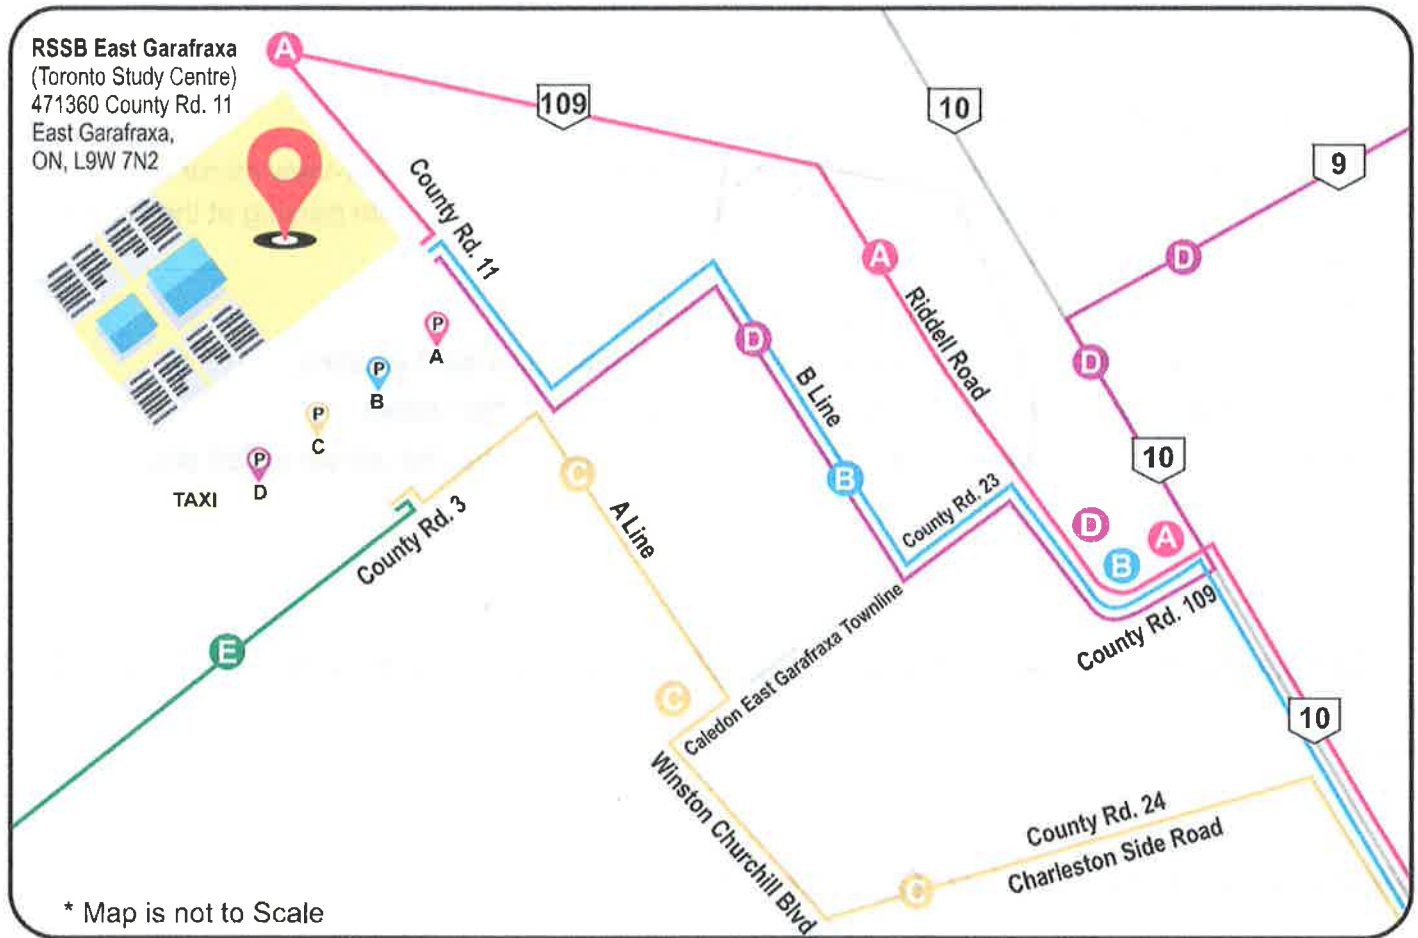 RSSB East Garafraxa
(Toronto Study Centre)
471360 County Rd. 11
East Garafraxa,
ON, L9W 7N2
A
109
10
9
County Rd. 11
A
D
Riddell Road
D
P
A
P
B
P
C
P
D
TAXI
D
B Line
B
C
A Line
County Rd. 3
County Rd. 23
10
D
B
A
County Rd. 109
E
C
Caledon East Garafraxa Townline
Winston Churchill Blvd
10
County Rd. 24
Charleston Side Road
C
* Map is not to Scale